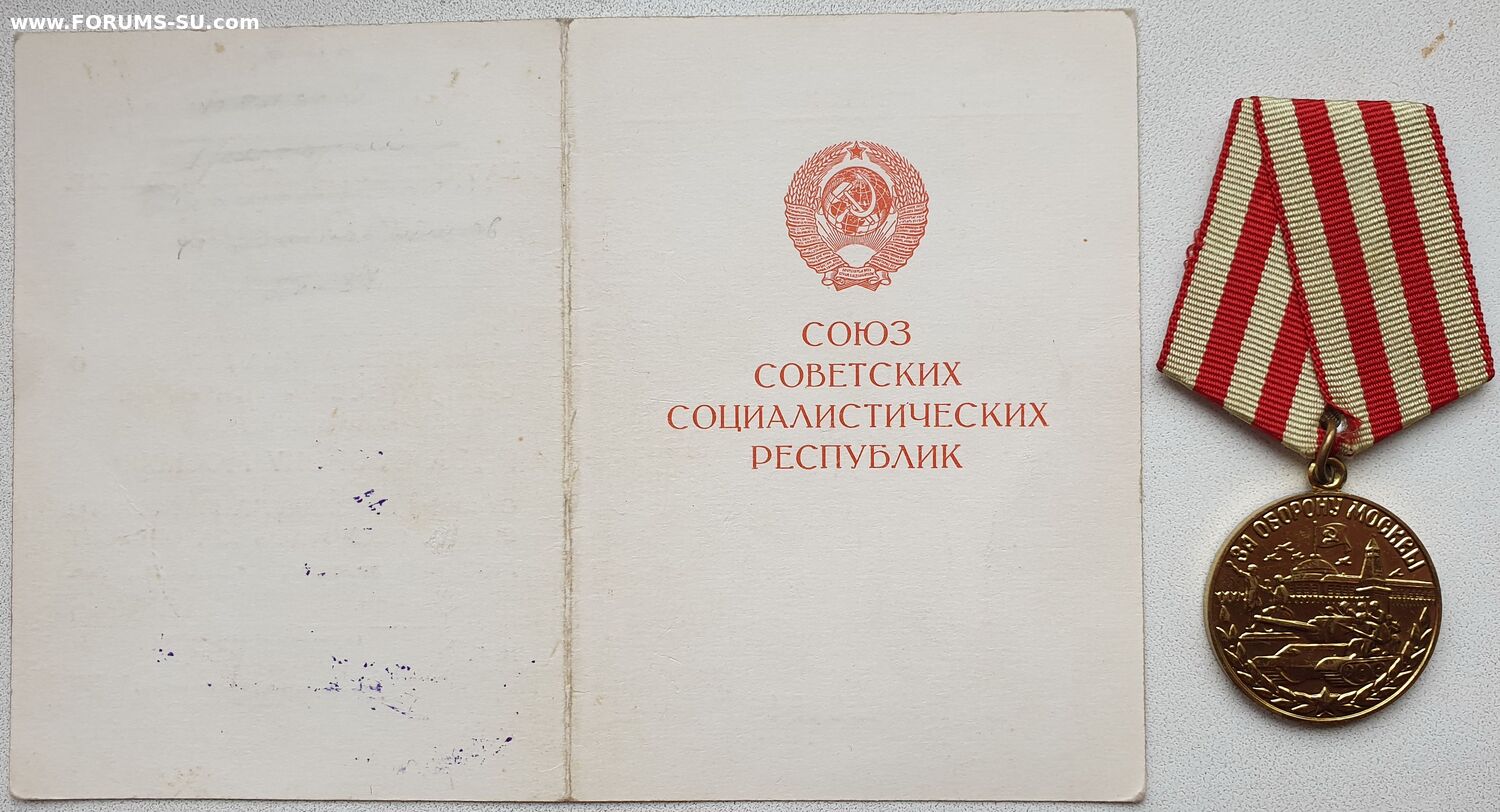 www.FORUMS-SU.com
СОЮЗ
СОВЕТСКИХ
СОЦИАЛИСТИЧЕСКИХ
РЕСПУБЛИК
ЗА ОБОРОНУ МОСКВЫ